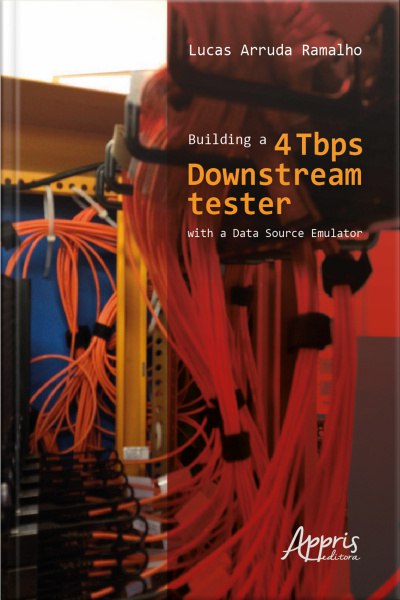 Lucas Arruda Ramalho
Building a 4 Tbps
Downstream
tester
with a Data Source Emulator
Appris
editora